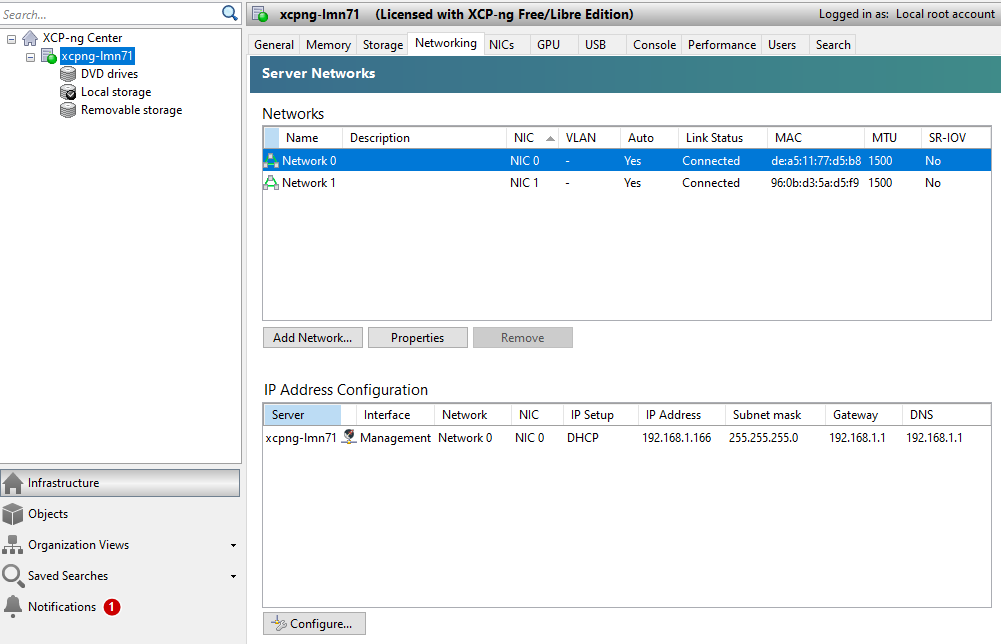 Search...
xcpng-lmn71 (Licensed with XCP-ng Free/Libre Edition) Logged in as: Local root account
XCP-ng Center
xcpng-lmn71
DVD drives
Local storage
Removable storage
General Memory Storage Networking NICs GPU USB Console Performance Users Search
Server Networks
Networks
Name Description NIC VLAN Auto Link Status MAC MTU SR-IOV
Network 0 NIC 0 - Yes Connected de:a5:11:77:d5:b8 1500 No
Network 1 NIC 1 - Yes Connected 96:0b:d3:5a:d5:f9 1500 No
Add Network... Properties Remove
IP Address Configuration
Server Interface Network NIC IP Setup IP Address Subnet mask Gateway DNS
xcpng-lmn71 Management Network 0 NIC 0 DHCP 192.168.1.166 255.255.255.0 192.168.1.1 192.168.1.1
Configure...
Infrastructure
Objects
Organization Views
Saved Searches
Notifications 1